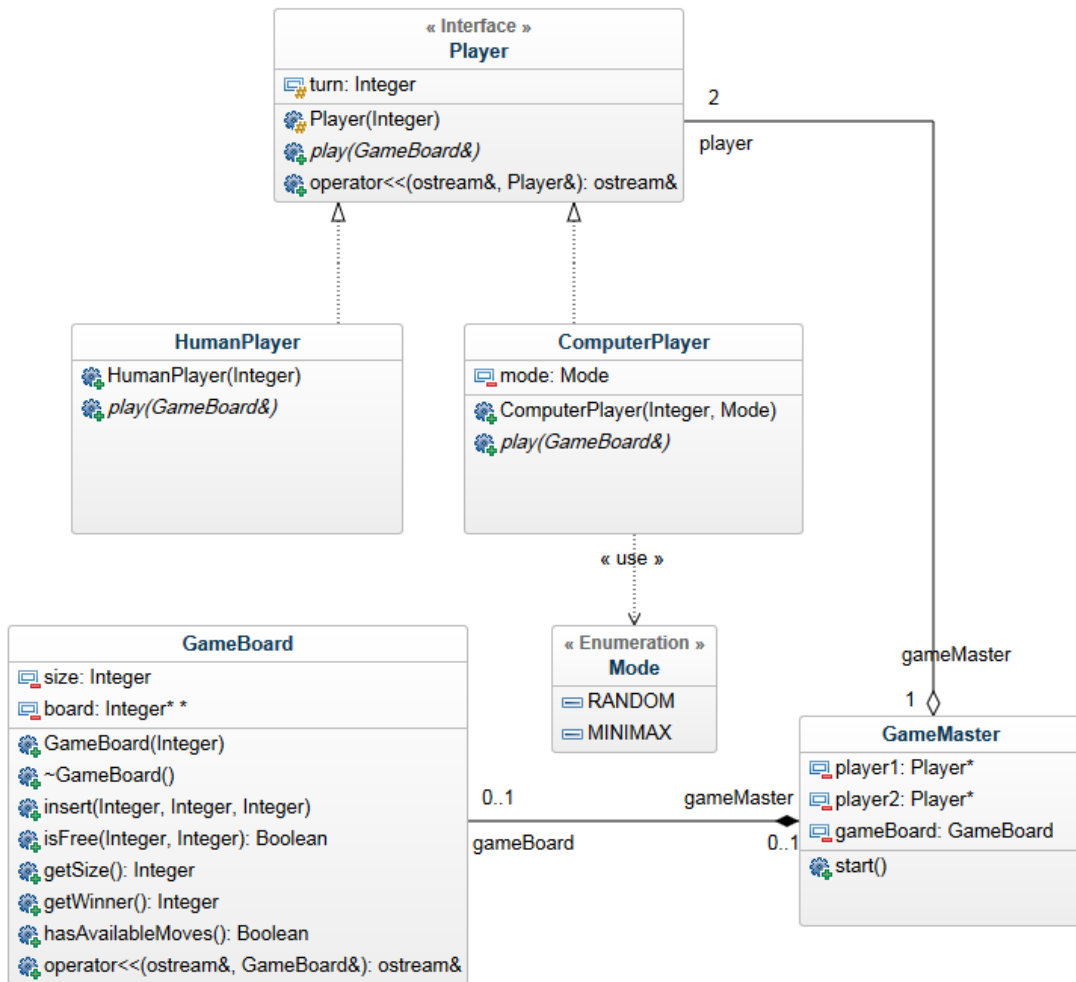 « Interface »
Player
turn: Integer
Player(Integer)
play(GameBoard&)
operator<<(ostream&, Player&): ostream&
2
player
HumanPlayer
HumanPlayer(Integer)
play(GameBoard&)
ComputerPlayer
mode: Mode
ComputerPlayer(Integer, Mode)
play(GameBoard&)
« use »
« Enumeration »
Mode
RANDOM
MINIMAX
GameBoard
size: Integer
board: Integer* *
GameBoard(Integer)
~GameBoard()
insert(Integer, Integer, Integer)
isFree(Integer, Integer): Boolean
getSize(): Integer
getWinner(): Integer
hasAvailableMoves(): Boolean
operator<<(ostream&, GameBoard&): ostream&
0..1
gameBoard
gameMaster
0..1
gameMaster
1
GameMaster
player1: Player*
player2: Player*
gameBoard: GameBoard
start()